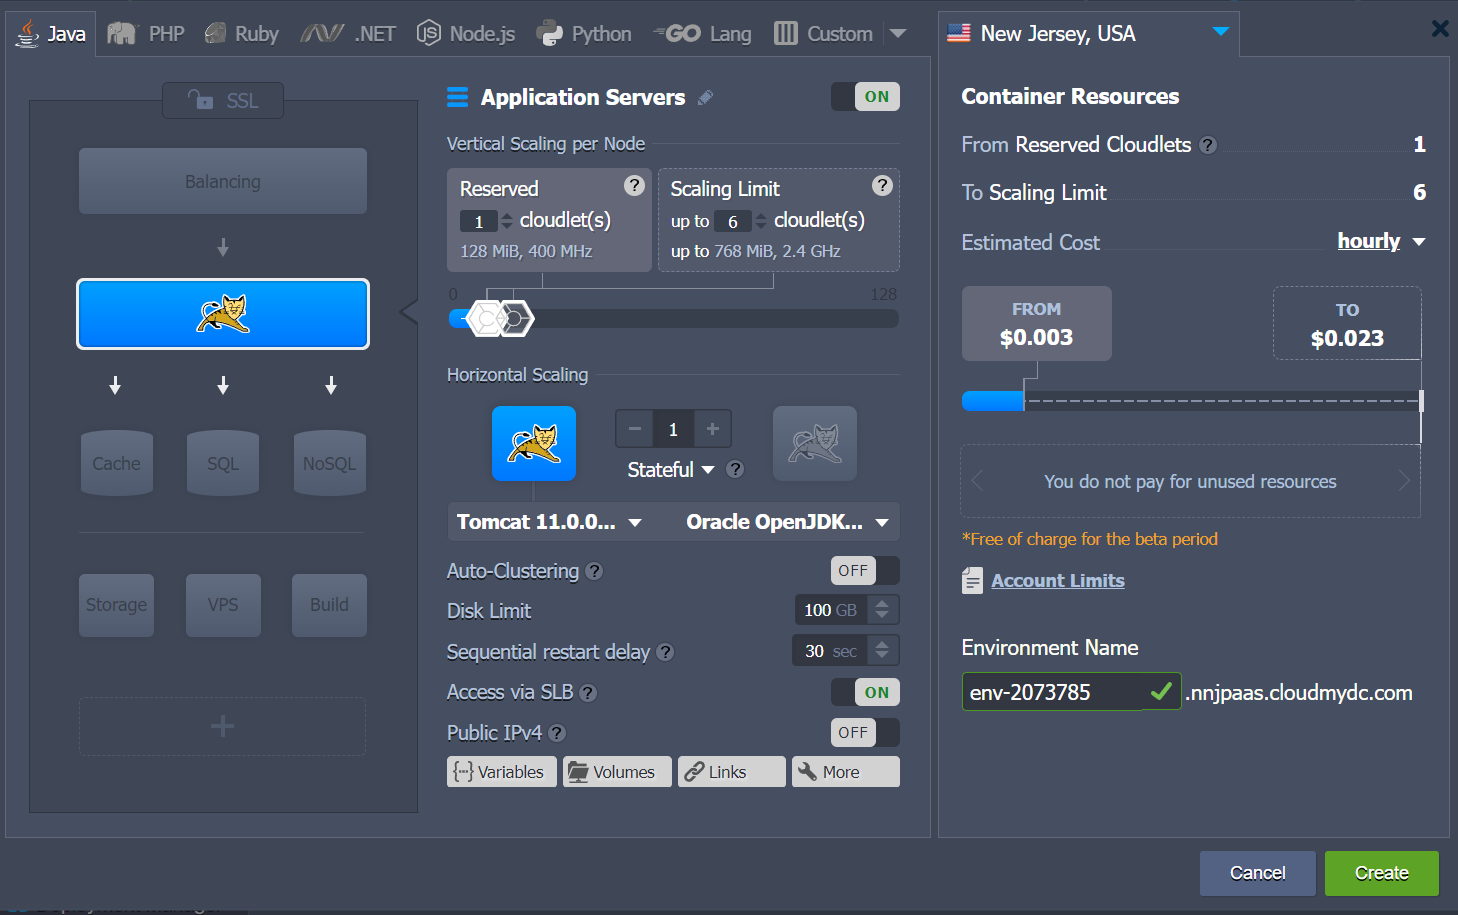 Java
PHP
Ruby
.NET
Node.js
Python
GO Lang
Custom
New Jersey, USA
SSL
Balancing
Cache
SQL
NoSQL
Storage
VPS
Build
+
Application Servers
ON
Vertical Scaling per Node
Reserved ?
1 cloudlet(s)
128 MiB, 400 MHz
Scaling Limit ?
up to 6 cloudlet(s)
up to 768 MiB, 2.4 GHz
0 128
Horizontal Scaling
− 1 +
Stateful ?
Tomcat 11.0.0...
Oracle OpenJDK...
Auto-Clustering ? OFF
Disk Limit 100 GB
Sequential restart delay ? 30 sec
Access via SLB ? ON
Public IPv4 ? OFF
Variables
Volumes
Links
More
Container Resources
From Reserved Cloudlets ? 1
To Scaling Limit 6
Estimated Cost hourly
FROM
$0.003
TO
$0.023
You do not pay for unused resources
*Free of charge for the beta period
Account Limits
Environment Name
env-2073785 .nnjpaas.cloudmydc.com
Cancel
Create